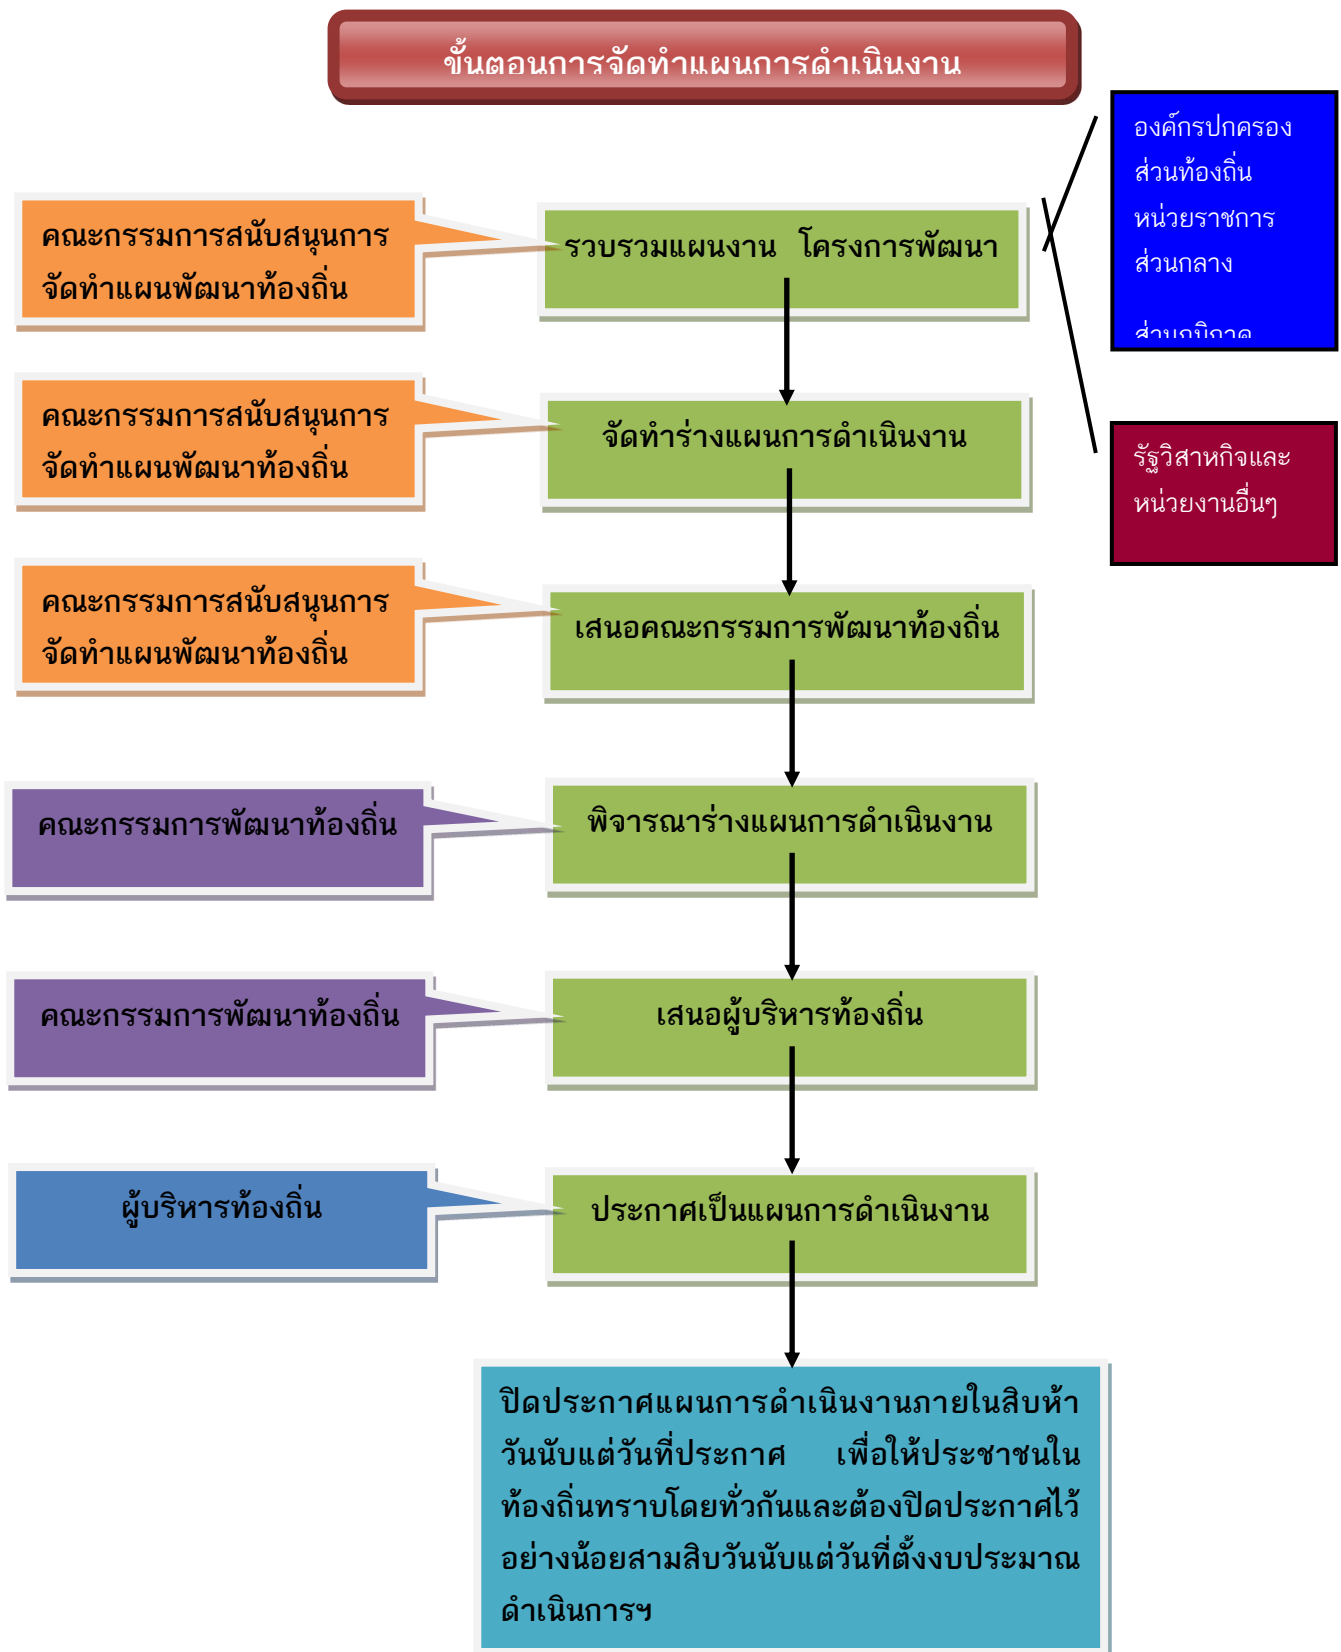 ขั้นตอนการจัดทำแผนการดำเนินงาน
องค์กรปกครอง
ส่วนท้องถิ่น
หน่วยราชการ
ส่วนกลาง
ส่วนภูมิภาค
คณะกรรมการสนับสนุนการ
จัดทำแผนพัฒนาท้องถิ่น
รวบรวมแผนงาน โครงการพัฒนา
คณะกรรมการสนับสนุนการ
จัดทำแผนพัฒนาท้องถิ่น
จัดทำร่างแผนการดำเนินงาน
รัฐวิสาหกิจและ
หน่วยงานอื่นๆ
คณะกรรมการสนับสนุนการ
จัดทำแผนพัฒนาท้องถิ่น
เสนอคณะกรรมการพัฒนาท้องถิ่น
คณะกรรมการพัฒนาท้องถิ่น
พิจารณาร่างแผนการดำเนินงาน
คณะกรรมการพัฒนาท้องถิ่น
เสนอผู้บริหารท้องถิ่น
ผู้บริหารท้องถิ่น
ประกาศเป็นแผนการดำเนินงาน
ปิดประกาศแผนการดำเนินงานภายในสิบห้า
วันนับแต่วันที่ประกาศ เพื่อให้ประชาชนใน
ท้องถิ่นทราบโดยทั่วกันและต้องปิดประกาศไว้
อย่างน้อยสามสิบวันนับแต่วันที่ตั้งงบประมาณ
ดำเนินการฯ